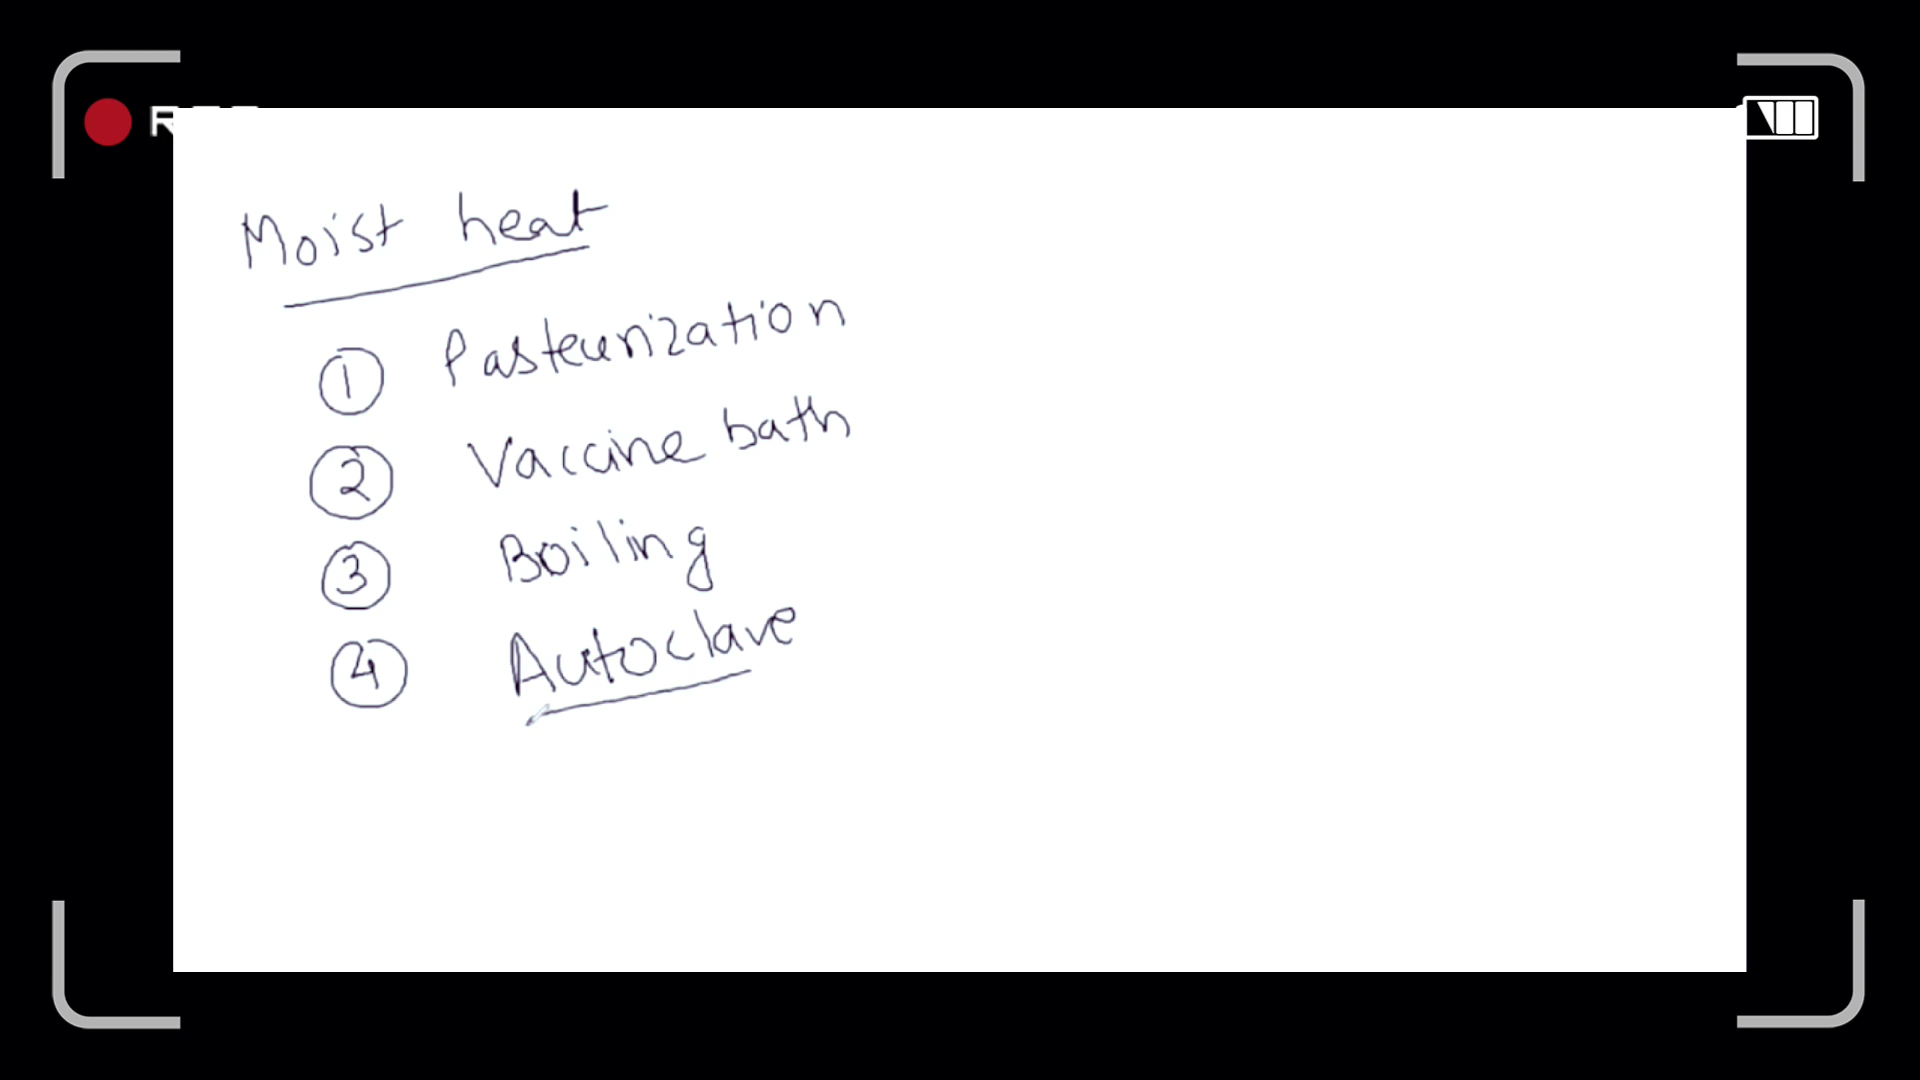 Moist heat
① Pasteurization
② Vaccine bath
③ Boiling
④ Autoclave